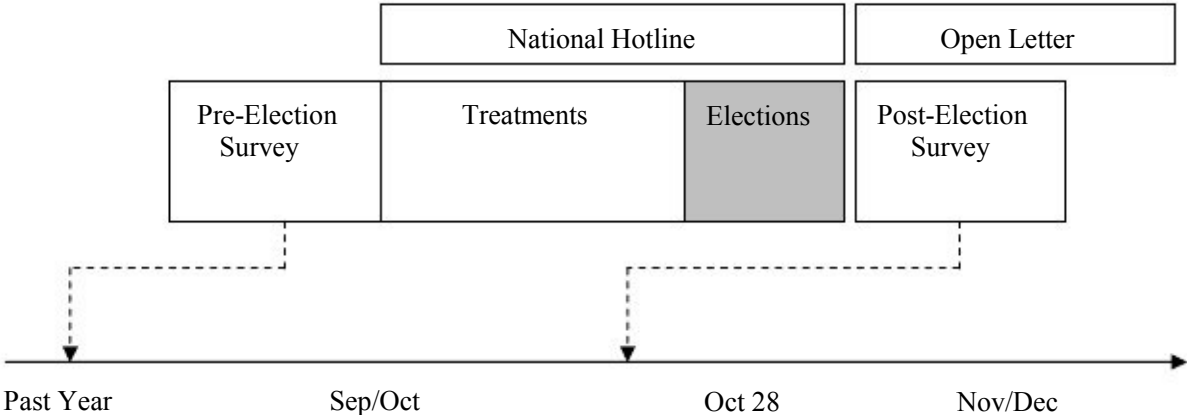 National Hotline
Open Letter
Pre-Election
Survey
Treatments
Elections
Post-Election
Survey
Past Year
Sep/Oct
Oct 28
Nov/Dec